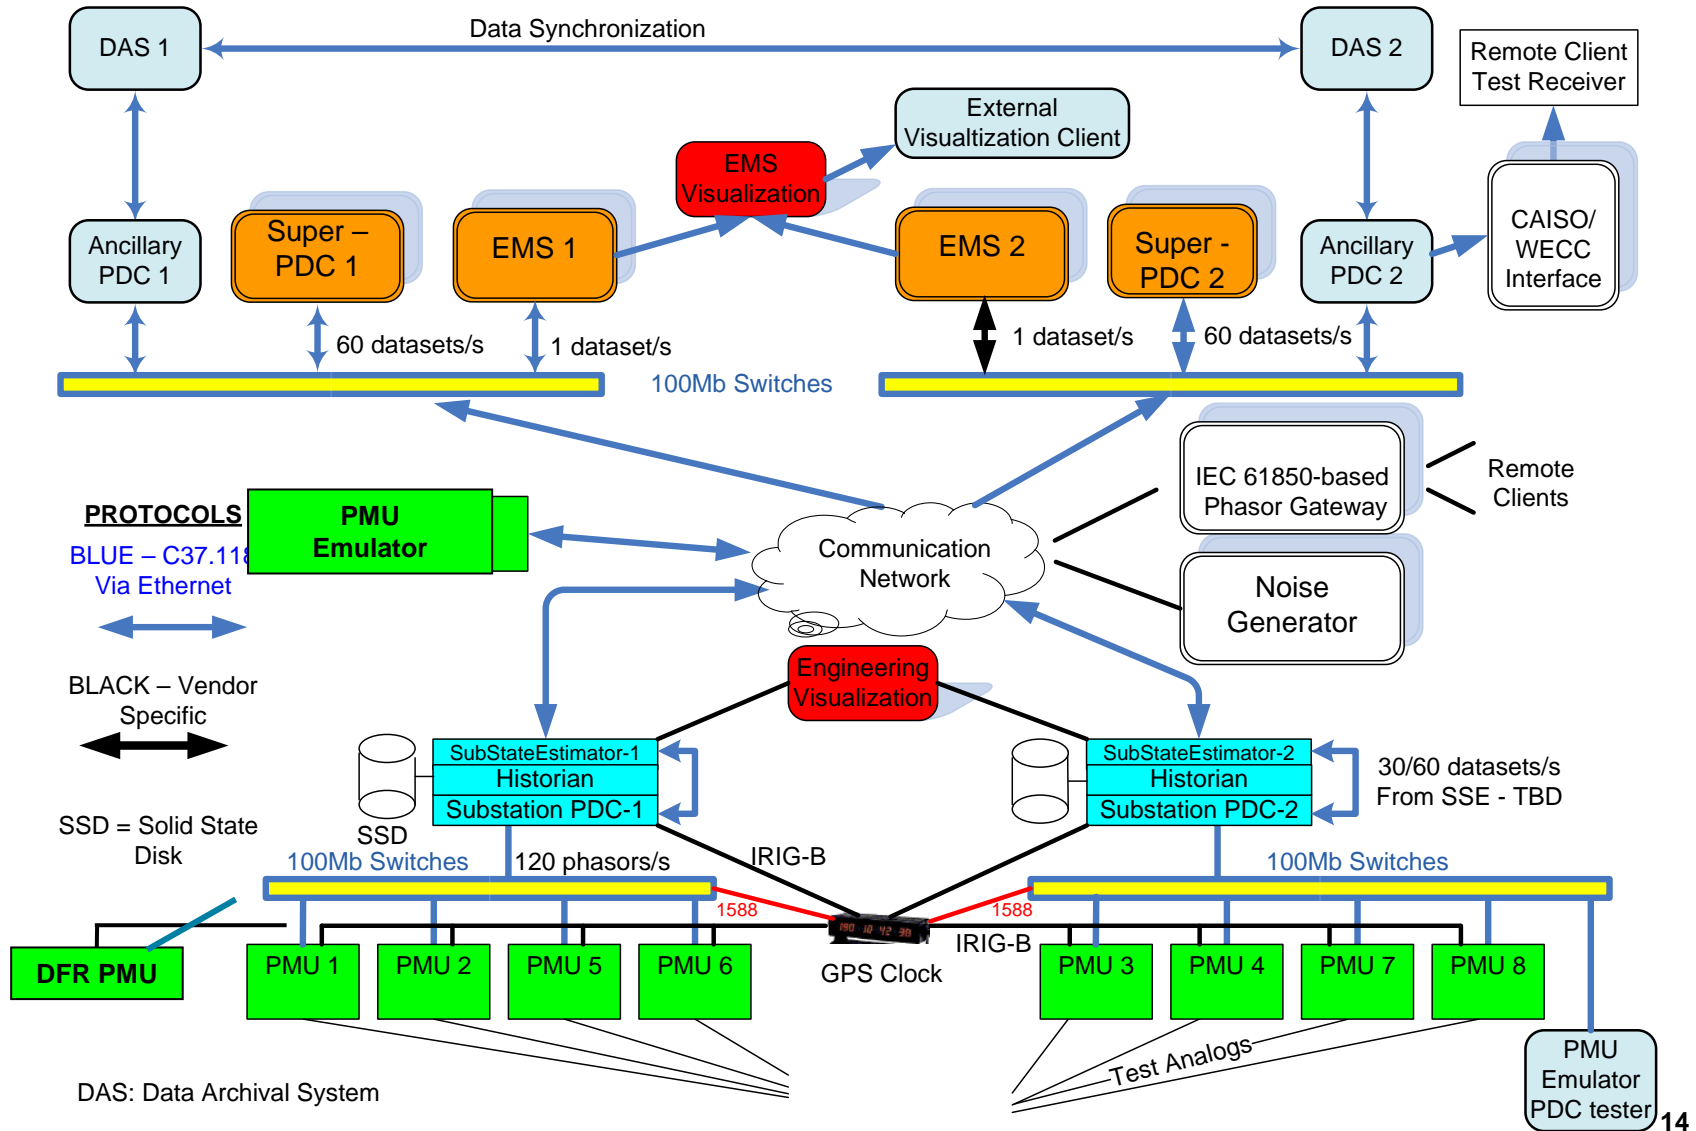 DAS 1
Data Synchronization
DAS 2
Remote Client
Test Receiver
External
Visualtization Client
EMS
Visualization
Ancillary
PDC 1
Super –
PDC 1
EMS 1
EMS 2
Super -
PDC 2
Ancillary
PDC 2
CAISO/
WECC
Interface
60 datasets/s
1 dataset/s
1 dataset/s
60 datasets/s
100Mb Switches
IEC 61850-based
Phasor Gateway
Remote
Clients
PROTOCOLS
PMU
Emulator
BLUE – C37.118
Via Ethernet
Communication
Network
Noise
Generator
BLACK – Vendor
Specific
Engineering
Visualization
SubStateEstimator-1
Historian
Substation PDC-1
SubStateEstimator-2
Historian
Substation PDC-2
30/60 datasets/s
From SSE - TBD
SSD = Solid State
Disk
SSD
100Mb Switches
120 phasors/s
IRIG-B
100Mb Switches
1588
1588
190 10 42 38
IRIG-B
GPS Clock
DFR PMU
PMU 1
PMU 2
PMU 5
PMU 6
PMU 3
PMU 4
PMU 7
PMU 8
Test Analogs
PMU
Emulator
PDC tester
DAS: Data Archival System
14